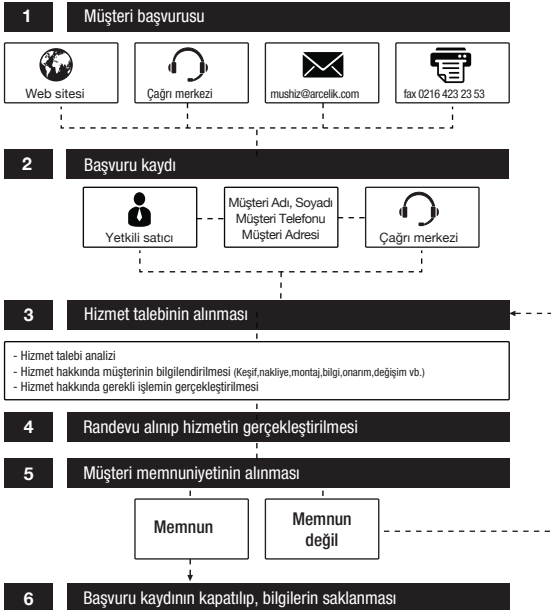 1 Müşteri başvurusu
Web sitesi
Çağrı merkezi
mushiz@arcelik.com
fax 0216 423 23 53
2 Başvuru kaydı
Yetkili satıcı
Müşteri Adı, Soyadı
Müşteri Telefonu
Müşteri Adresi
Çağrı merkezi
3 Hizmet talebinin alınması
- Hizmet talebi analizi
- Hizmet hakkında müşterinin bilgilendirilmesi (Keşif,nakliye,montaj,bilgi,onarım,değişim vb.)
- Hizmet hakkında gerekli işlemin gerçekleştirilmesi
4 Randevu alınıp hizmetin gerçekleştirilmesi
5 Müşteri memnuniyetinin alınması
Memnun
Memnun
değil
6 Başvuru kaydının kapatılıp, bilgilerin saklanması